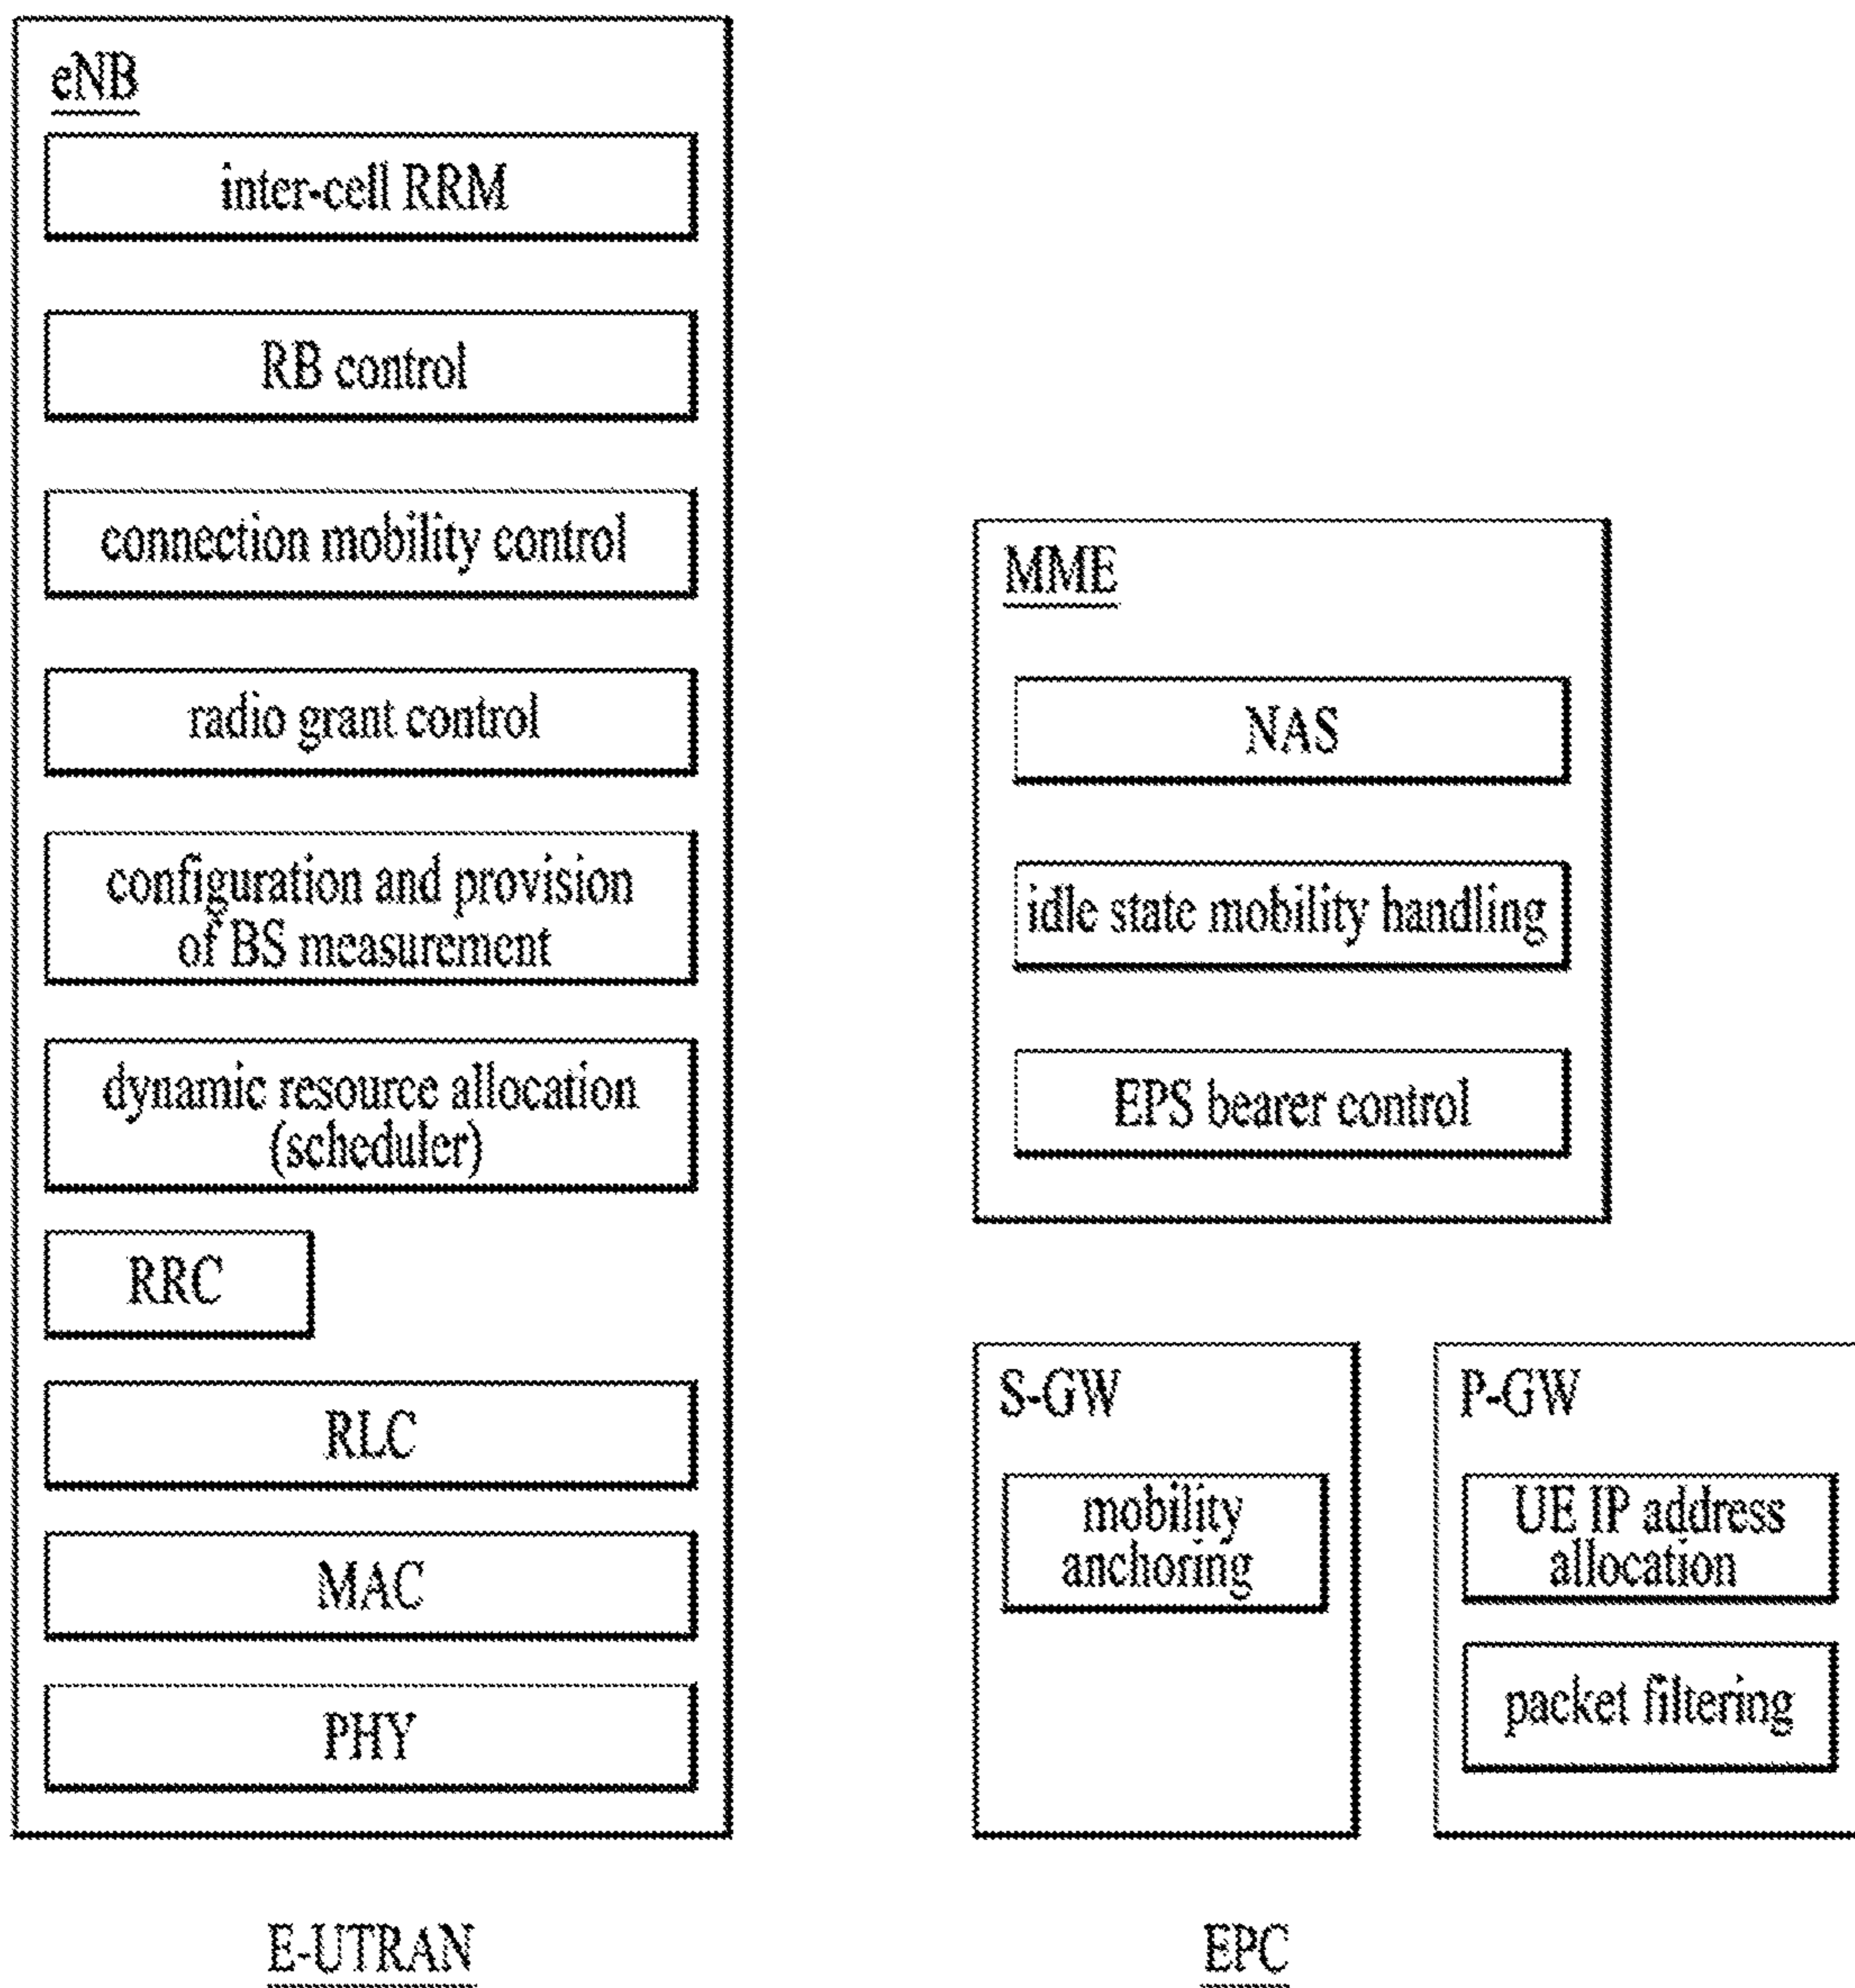 eNB
inter-cell RRM
RB control
connection mobility control
radio grant control
configuration and provision
of BS measurement
dynamic resource allocation
(scheduler)
RRC
RLC
MAC
PHY
E-UTRAN
MME
NAS
idle state mobility handling
EPS bearer control
S-GW
mobility
anchoring
P-GW
UE IP address
allocation
packet filtering
EPC